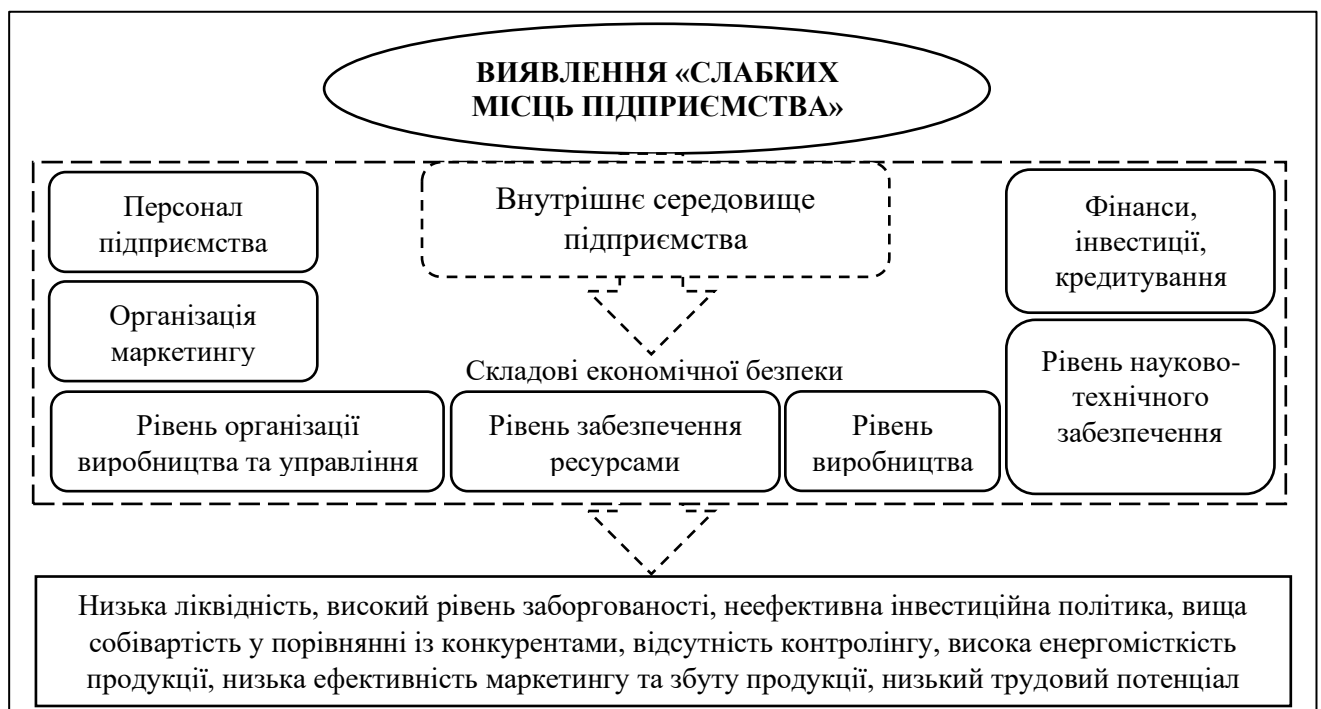 ВИЯВЛЕННЯ «СЛАБКИХ
МІСЦЬ ПІДПРИЄМСТВА»
Персонал
підприємства
Внутрішнє середовище
підприємства
Фінанси,
інвестиції,
кредитування
Організація
маркетингу
Складові економічної безпеки
Рівень науково-
технічного
забезпечення
Рівень організації
виробництва та управління
Рівень забезпечення
ресурсами
Рівень
виробництва
Низька ліквідність, високий рівень заборгованості, неефективна інвестиційна політика, вища
собівартість у порівнянні із конкурентами, відсутність контролінгу, висока енергомісткість
продукції, низька ефективність маркетингу та збуту продукції, низький трудовий потенціал